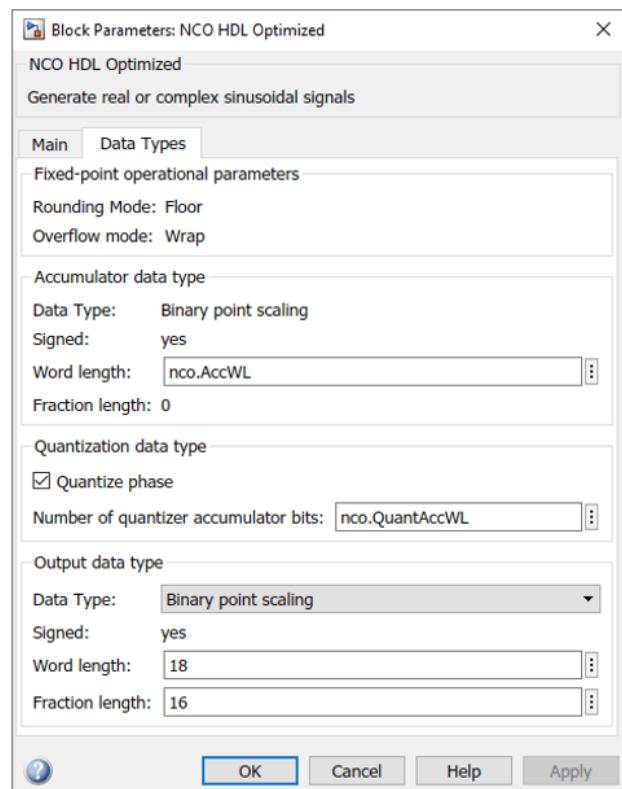 Block Parameters: NCO HDL Optimized
NCO HDL Optimized
Generate real or complex sinusoidal signals
Main Data Types
Fixed-point operational parameters
Rounding Mode: Floor
Overflow mode: Wrap
Accumulator data type
Data Type: Binary point scaling
Signed: yes
Word length: nco.AccWL
Fraction length: 0
Quantization data type
Quantize phase
Number of quantizer accumulator bits: nco.QuantAccWL
Output data type
Data Type: Binary point scaling
Signed: yes
Word length: 18
Fraction length: 16
OK Cancel Help Apply